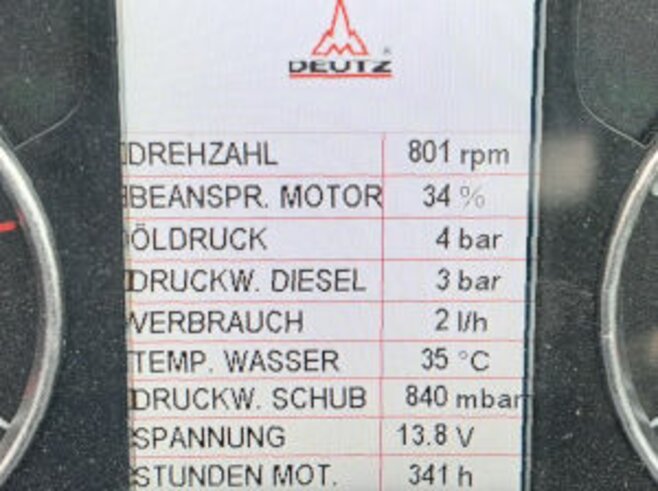 DEUTZ
DREHZAHL 801 rpm
BEANSPR. MOTOR 34 %
ÖLDRUCK 4 bar
DRUCKW. DIESEL 3 bar
VERBRAUCH 2 l/h
TEMP. WASSER 35 °C
DRUCKW. SCHUB 840 mbar
SPANNUNG 13.8 V
STUNDEN MOT. 341 h